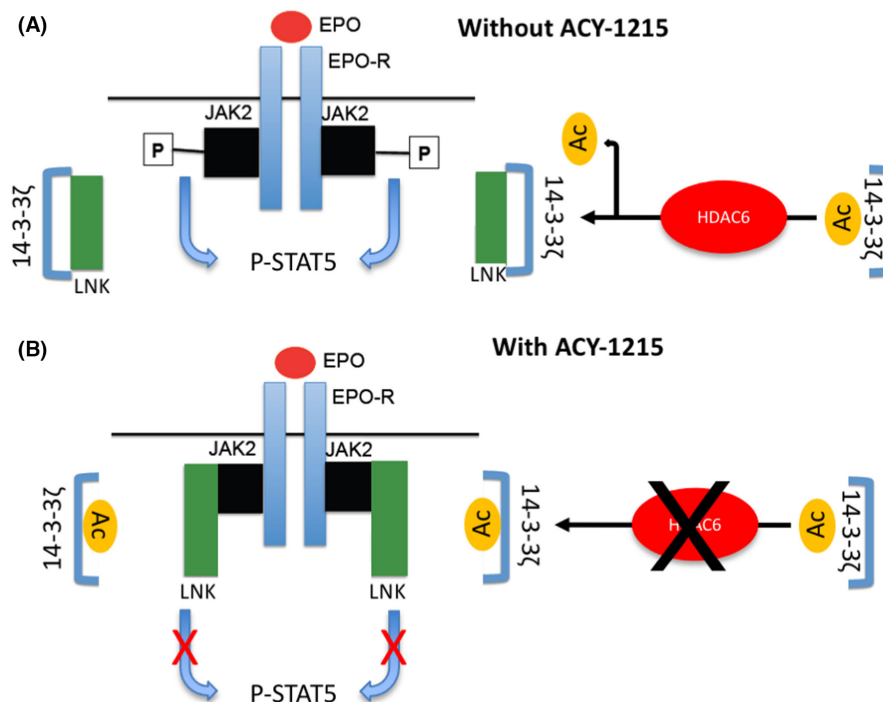 (A)
EPO
Without ACY-1215
EPO-R
JAK2
JAK2
P
P
Ac
14-3-3ζ
LNK
P-STAT5
LNK
14-3-3ζ
HDAC6
Ac
14-3-3ζ
(B)
EPO
With ACY-1215
EPO-R
JAK2
JAK2
14-3-3ζ
Ac
LNK
LNK
Ac
14-3-3ζ
HDAC6
Ac
14-3-3ζ
P-STAT5